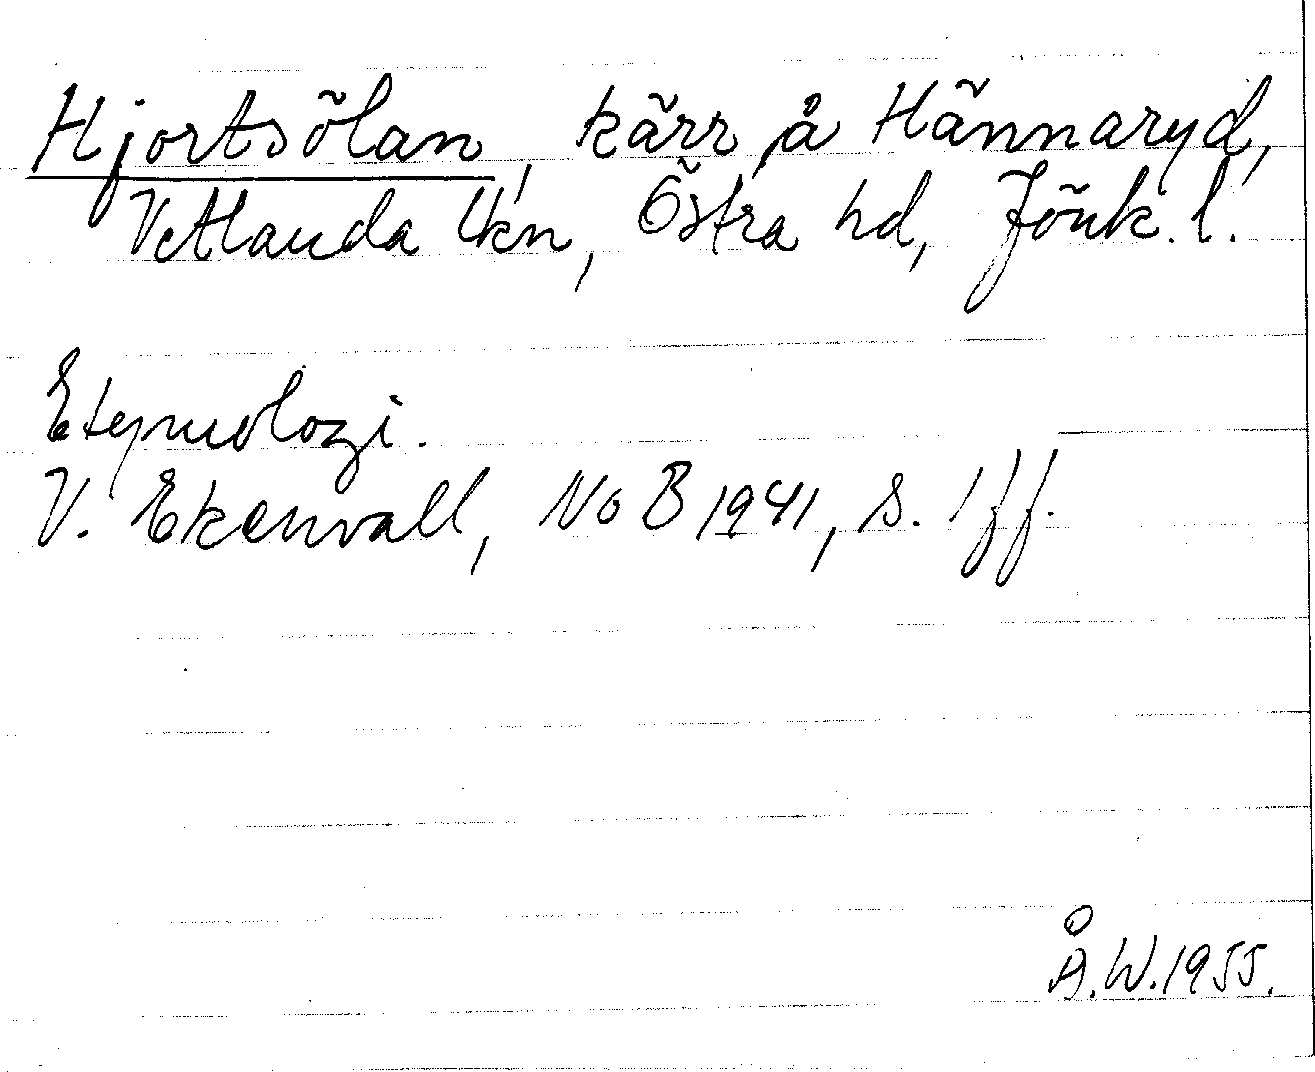 Hjortsölan, kärr å Hännaryd,
Vetlanda lkn, Östra hd, Jönk. l.
Etymologi.
V. Ekenvall, NoB 1941, s. 1 ff.
Å.W. 1955.